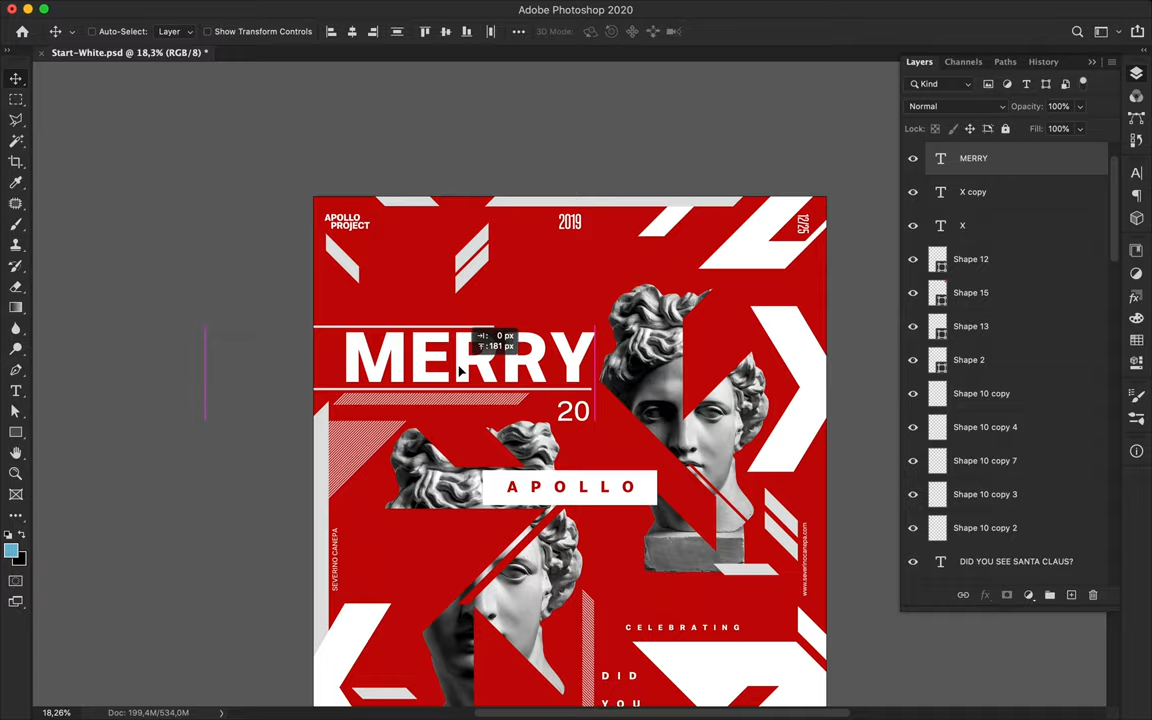 Adobe Photoshop 2020
Auto-Select:
Layer
Show Transform Controls
3D Mode:
Start-White.psd @ 18,3% (RGB/8) *
Layers
Channels
Paths
History
Kind
Normal
Opacity: 100%
Lock:
Fill: 100%
MERRY
X copy
X
Shape 12
Shape 15
Shape 13
Shape 2
Shape 10 copy
Shape 10 copy 4
Shape 10 copy 7
Shape 10 copy 3
Shape 10 copy 2
DID YOU SEE SANTA CLAUS?
APOLLO
PROJECT
2019
12/25
MERRY
0 px
181 px
20
APOLLO
SEVERINO CANEPA
www.severinocanepa.com
CELEBRATING
DID
YOU
18,26%
Doc: 199,4M/534,0M